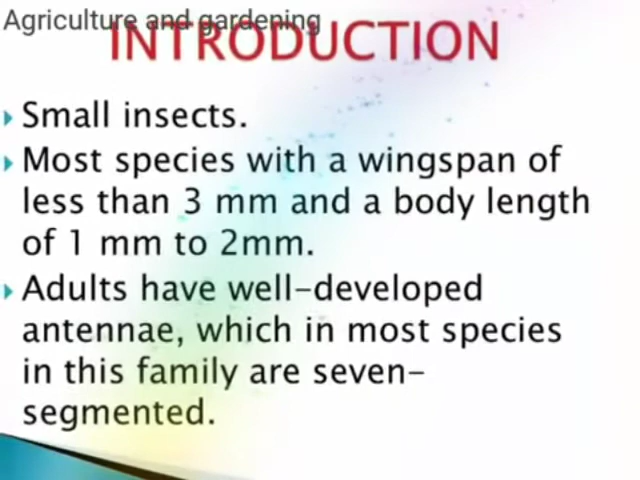 Agriculture and gardening
INTRODUCTION
Small insects.
Most species with a wingspan of
less than 3 mm and a body length
of 1 mm to 2mm.
Adults have well-developed
antennae, which in most species
in this family are seven-
segmented.